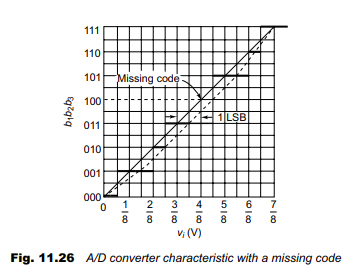 111
110
101
Missing code
100
b₁b₂b₃
011
1 LSB
010
001
000
0 1/8 2/8 3/8 4/8 5/8 6/8 7/8
vᵢ (V)
Fig. 11.26 A/D converter characteristic with a missing code